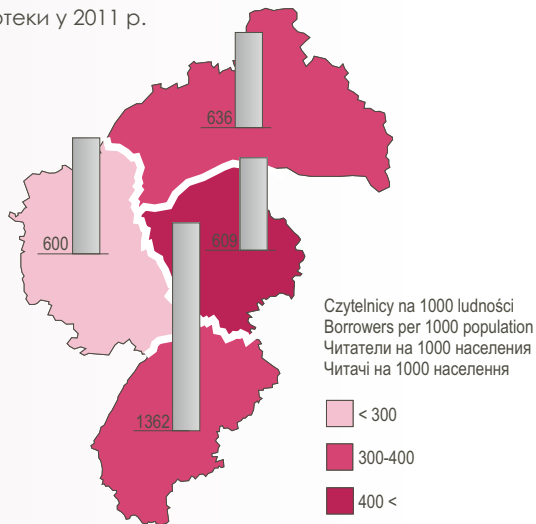 отеки у 2011 р.
636
600
609
1362
Czytelnicy na 1000 ludności
Borrowers per 1000 population
Читатели на 1000 населения
Читачі на 1000 населення
< 300
300-400
400 <